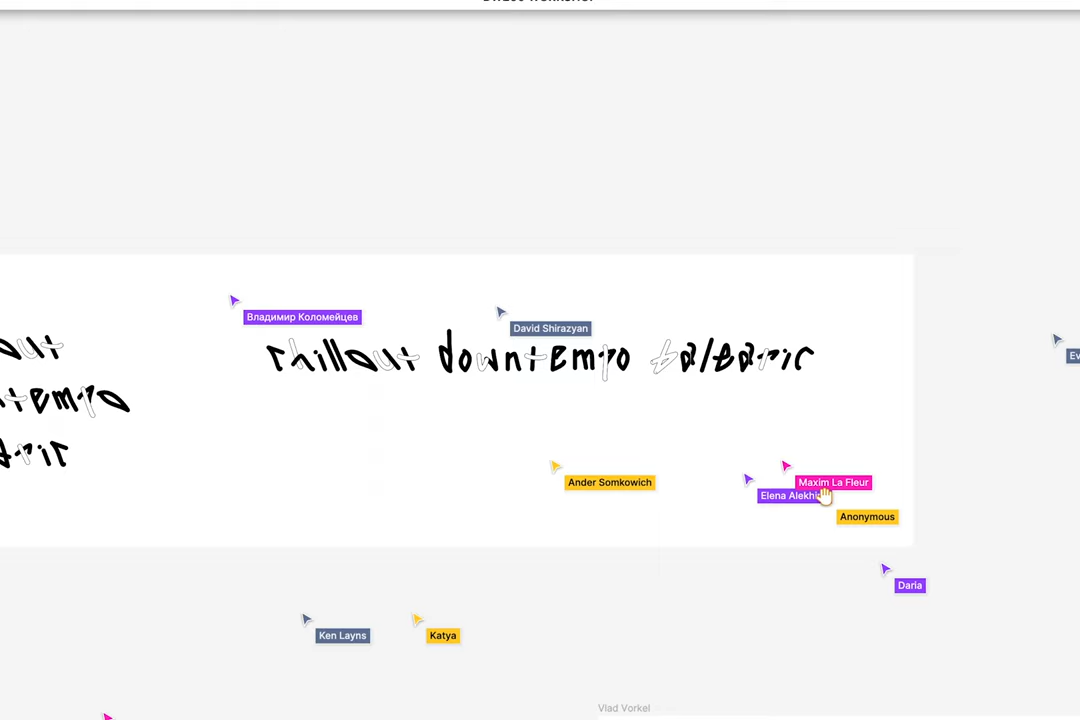 Владимир Коломейцев
David Shirazyan
chillout downtempo balearic
Ander Somkowich
Maxim La Fleur
Elena
Anonymous
Daria
Ken Layns
Katya
Vlad Vorkel